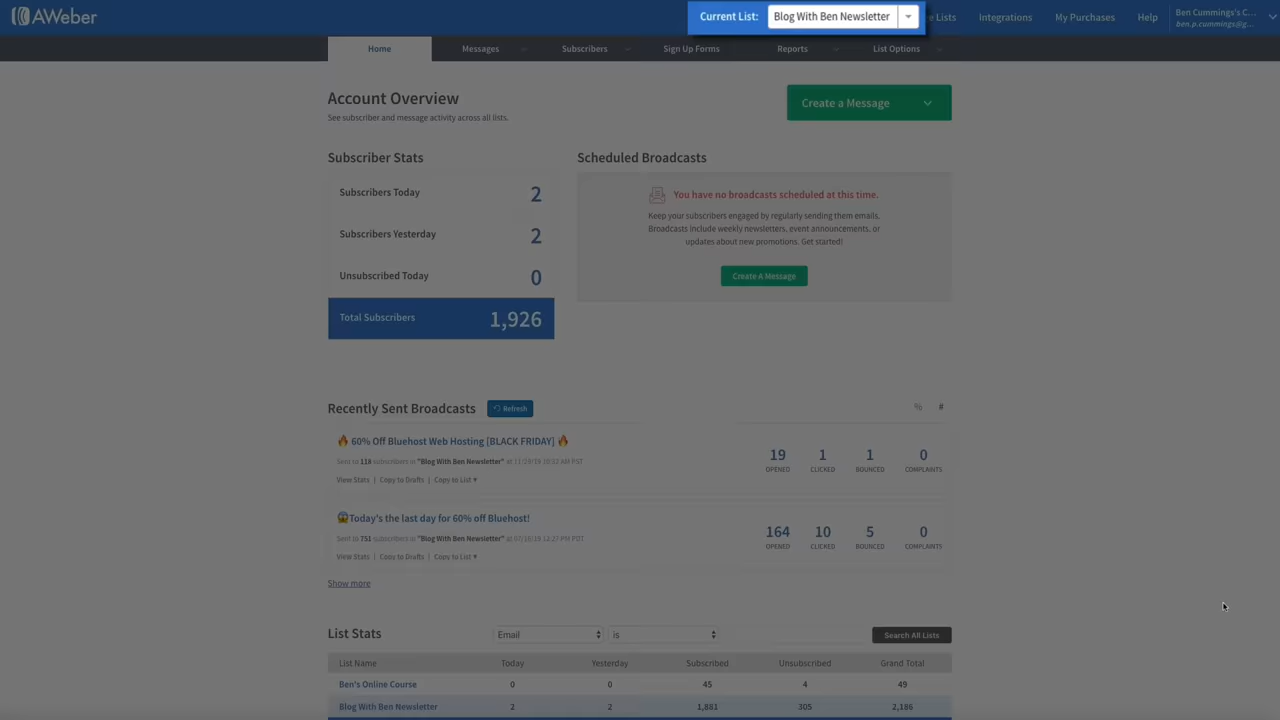 AWeber
Current List: Blog With Ben Newsletter
Lists Integrations My Purchases Help
Ben Cummings's C...
ben.p.cummings@g...
Home Messages Subscribers Sign Up Forms Reports List Options
Account Overview
See subscriber and message activity across all lists.
Create a Message
Subscriber Stats
Subscribers Today 2
Subscribers Yesterday 2
Unsubscribed Today 0
Total Subscribers 1,926
Scheduled Broadcasts
You have no broadcasts scheduled at this time.
Keep your subscribers engaged by regularly sending them emails,
Broadcasts include weekly newsletters, event announcements, or
updates about new promotions. Get started!
Create A Message
Recently Sent Broadcasts Refresh % #
🔥 60% Off Bluehost Web Hosting [BLACK FRIDAY] 🔥
Sent to 118 subscribers in "Blog With Ben Newsletter" at
View Stats | Copy to Drafts | Copy to List ▾
19 1 1 0
OPENED CLICKED BOUNCED COMPLAINTS
😱Today's the last day for 60% off Bluehost!
Sent to 751 subscribers in "Blog With Ben Newsletter" at
View Stats | Copy to Drafts | Copy to List ▾
164 10 5 0
OPENED CLICKED BOUNCED COMPLAINTS
Show more
List Stats Email is Search All Lists
List Name Today Yesterday Subscribed Unsubscribed Grand Total
Ben's Online Course 0 0 45 4 49
Blog With Ben Newsletter 2 2 1,881 305 2,186